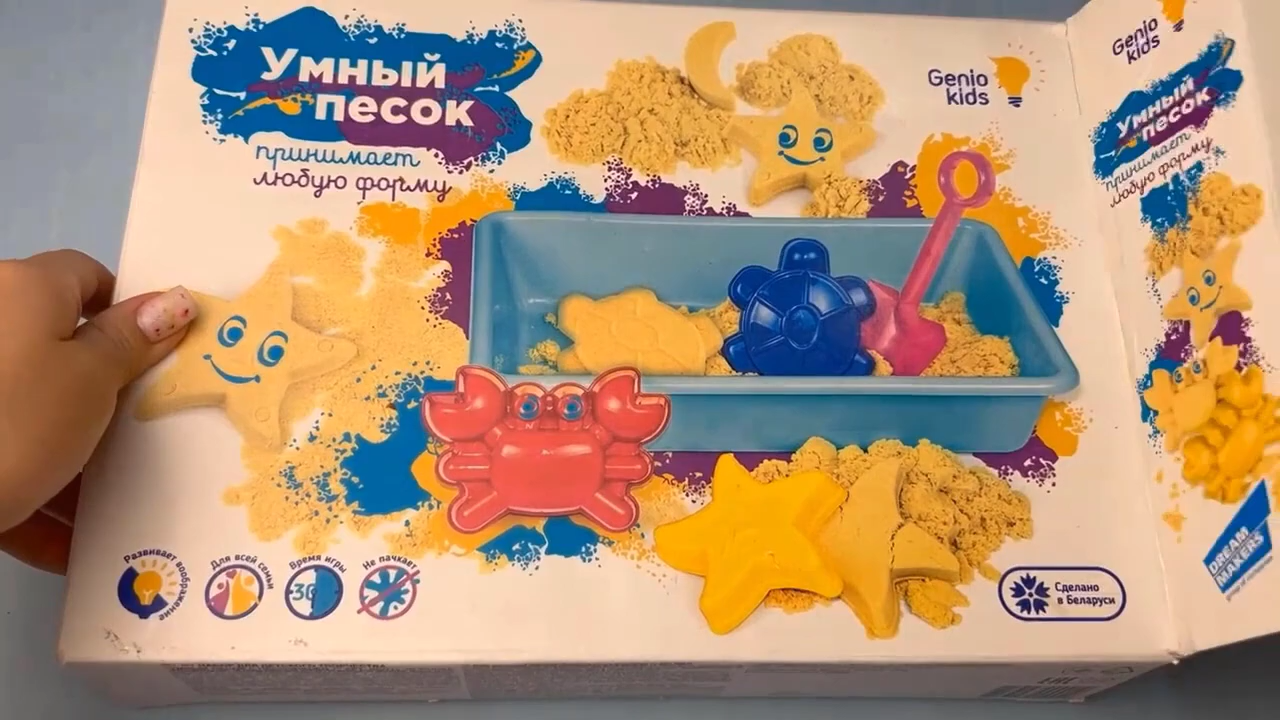 Умный
песок
принимает
любую форму
Genio
kids
Развивает воображение
Для всей семьи
Время игры
30
Не пачкает
Сделано
в Беларуси
Genio
kids
Умный
песок
принимает
любую форму
DREAM
MAKERS